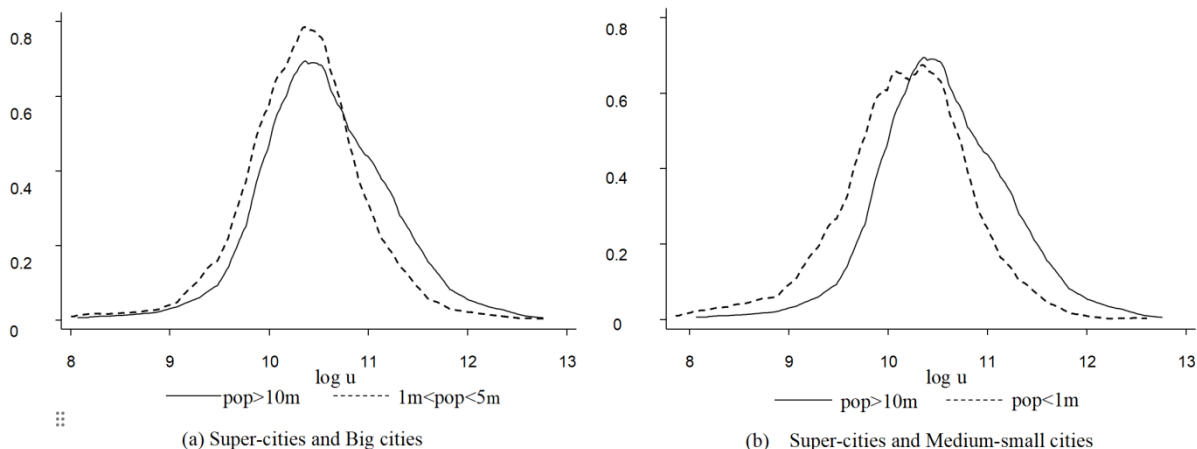 0.8
0.6
0.4
0.2
0
8 9 10 11 12 13
log u
pop>10m 1m<pop<5m
(a) Super-cities and Big cities
0.8
0.6
0.4
0.2
0
8 9 10 11 12 13
log u
pop>10m pop<1m
(b) Super-cities and Medium-small cities